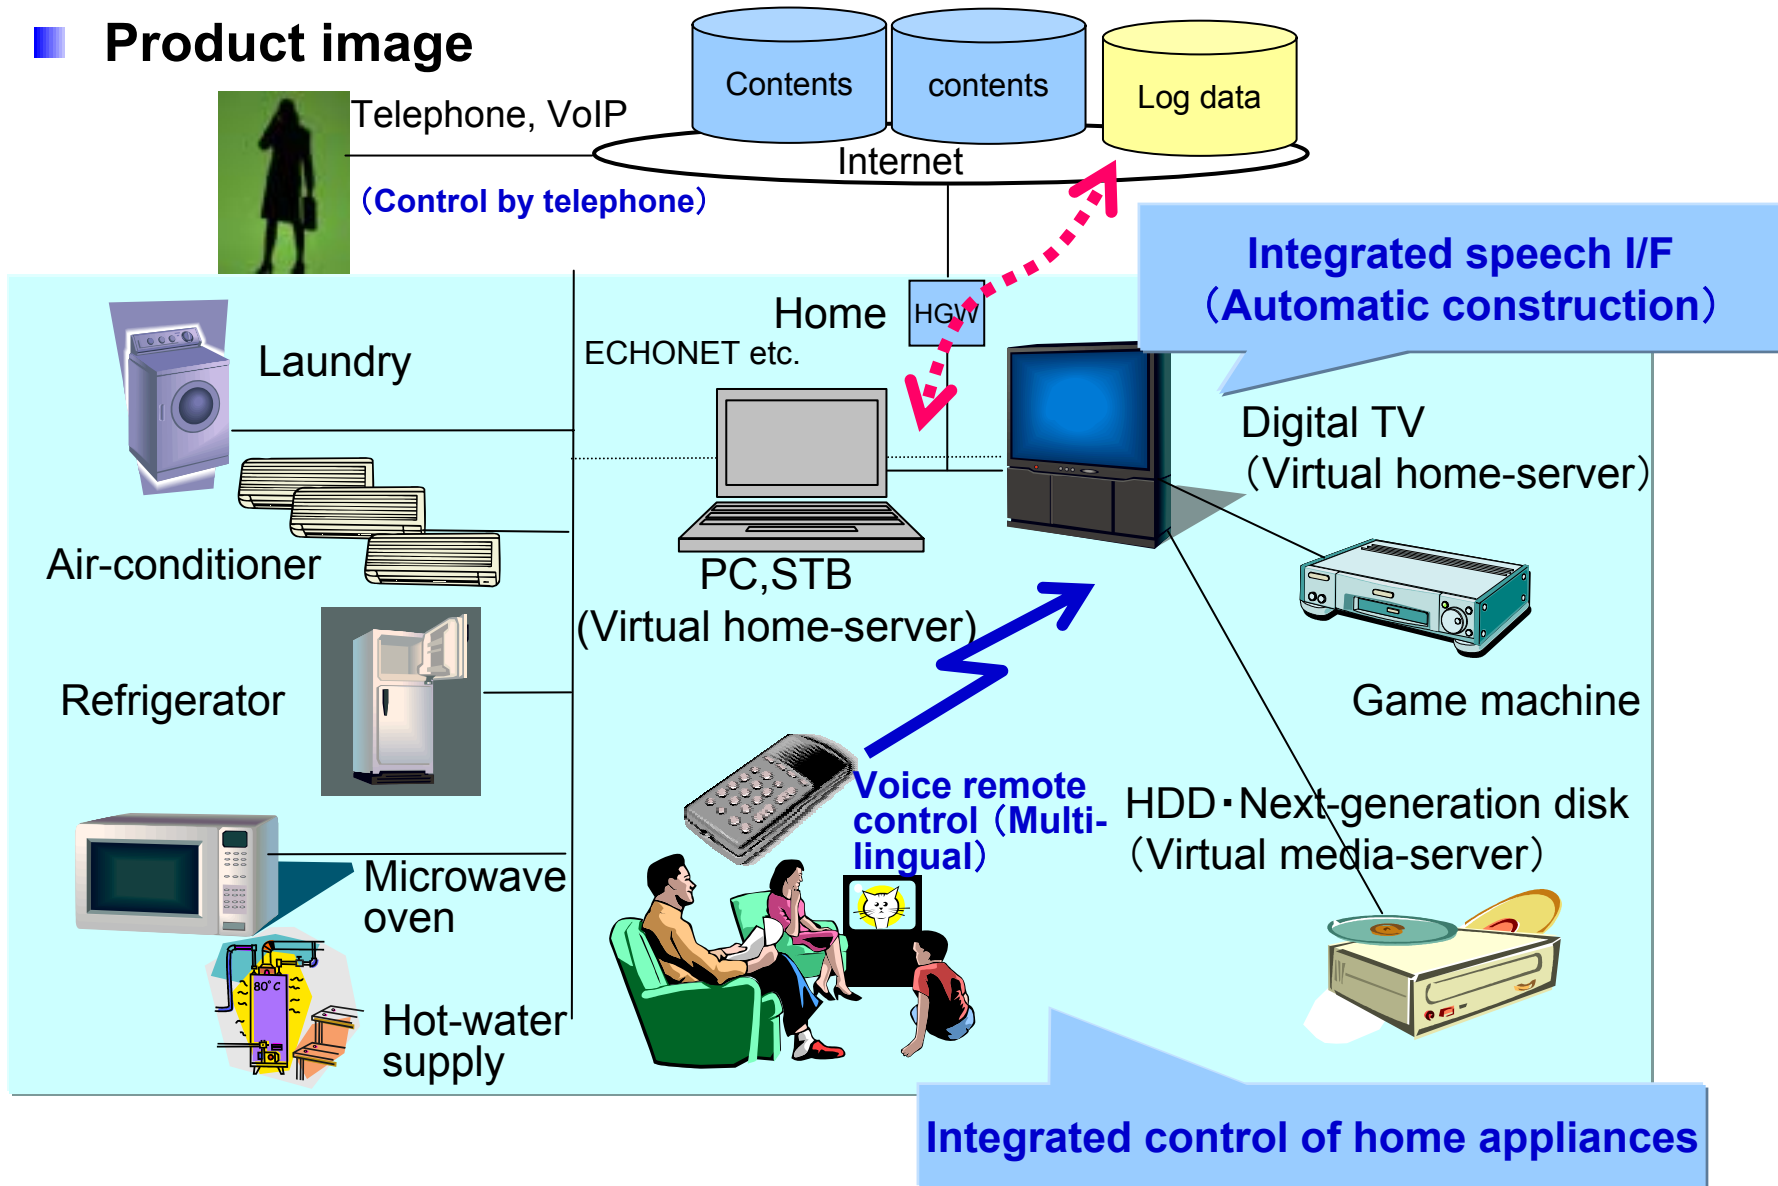 Product image
Contents
contents
Log data
Telephone, VoIP
Internet
（Control by telephone）
Integrated speech I/F
（Automatic construction）
Home
HGW
Laundry
ECHONET etc.
Digital TV
（Virtual home-server）
Air-conditioner
PC,STB
(Virtual home-server)
Refrigerator
Game machine
Voice remote
control（Multi-
lingual）
HDD・Next-generation disk
（Virtual media-server）
Microwave
oven
80°C
Hot-water
supply
Integrated control of home appliances